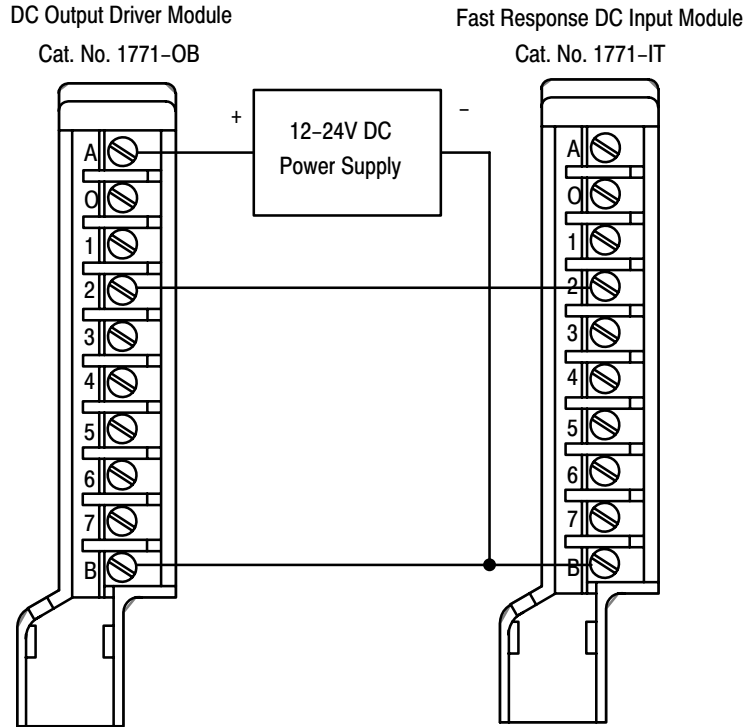 DC Output Driver Module
Cat. No. 1771–OB
Fast Response DC Input Module
Cat. No. 1771–IT
+
–
12–24V DC
Power Supply
A
0
1
2
3
4
5
6
7
B
A
0
1
2
3
4
5
6
7
B